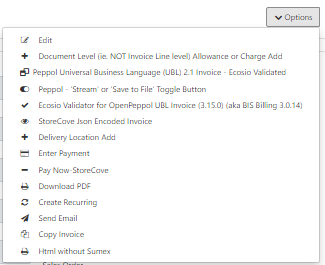 Options
Edit
Document Level (ie. NOT Invoice Line level) Allowance or Charge Add
Peppol Universal Business Language (UBL) 2.1 Invoice - Ecosio Validated
Peppol - 'Stream' or 'Save to File' Toggle Button
Ecosio Validator for OpenPeppol UBL Invoice (3.15.0) (aka BIS Billing 3.0.14)
StoreCove Json Encoded Invoice
Delivery Location Add
Enter Payment
Pay Now-StoreCove
Download PDF
Create Recurring
Send Email
Copy Invoice
Html without Sumex
Sales Order